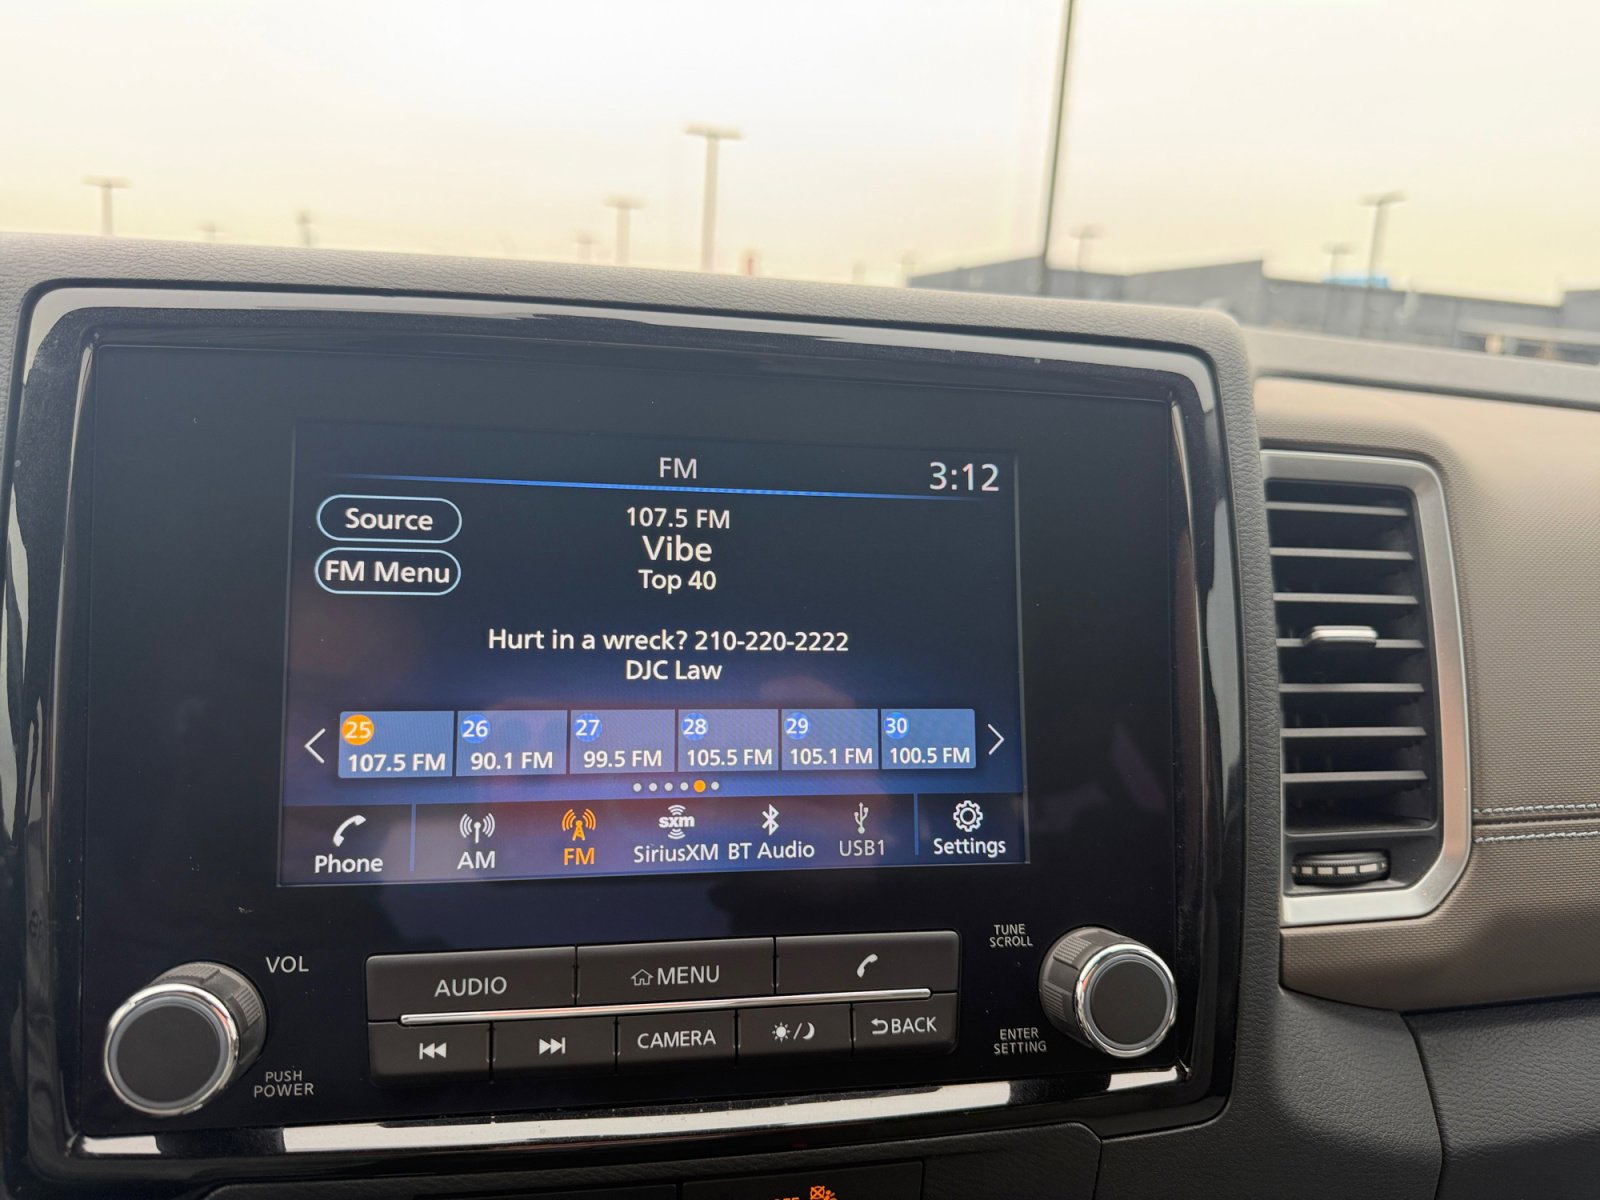 FM
3:12
Source
FM Menu
107.5 FM
Vibe
Top 40
Hurt in a wreck? 210-220-2222
DJC Law
25
107.5 FM
26
90.1 FM
27
99.5 FM
28
105.5 FM
29
105.1 FM
30
100.5 FM
Phone
AM
FM
sxm
SiriusXM
BT Audio
USB1
Settings
VOL
PUSH
POWER
AUDIO
MENU
CAMERA
BACK
TUNE
SCROLL
ENTER
SETTING